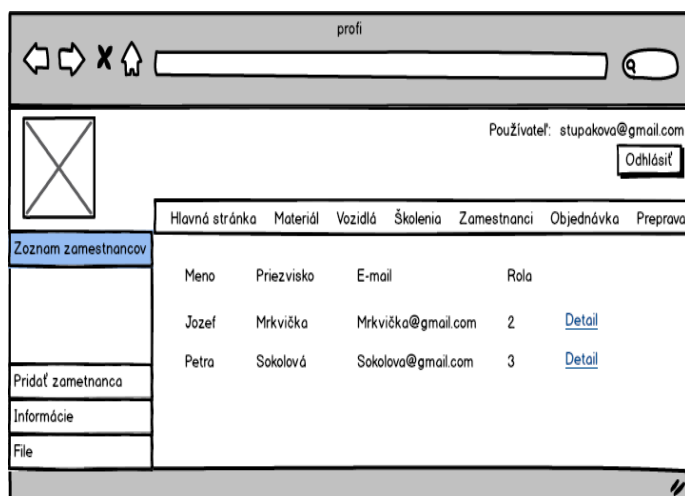 profi
Používateľ: stupakova@gmail.com
Odhlásiť
Hlavná stránka Materiál Vozidlá Školenia Zamestnanci Objednávka Preprava
Zoznam zamestnancov
Meno Priezvisko E-mail Rola
Jozef Mrkvička Mrkvička@gmail.com 2 Detail
Petra Sokolová Sokolova@gmail.com 3 Detail
Pridať zametnanca
Informácie
File